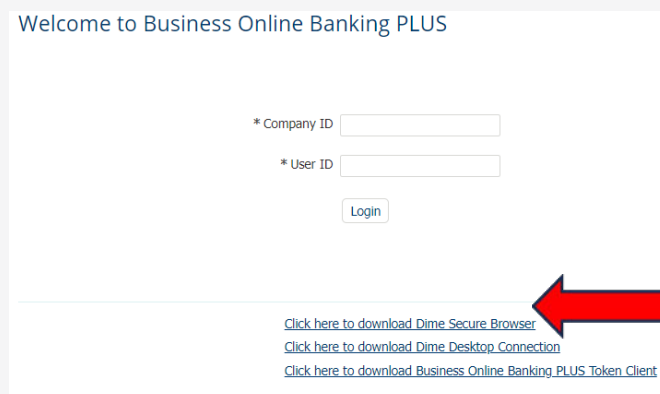 Welcome to Business Online Banking PLUS
* Company ID
* User ID
Login
Click here to download Dime Secure Browser
Click here to download Dime Desktop Connection
Click here to download Business Online Banking PLUS Token Client